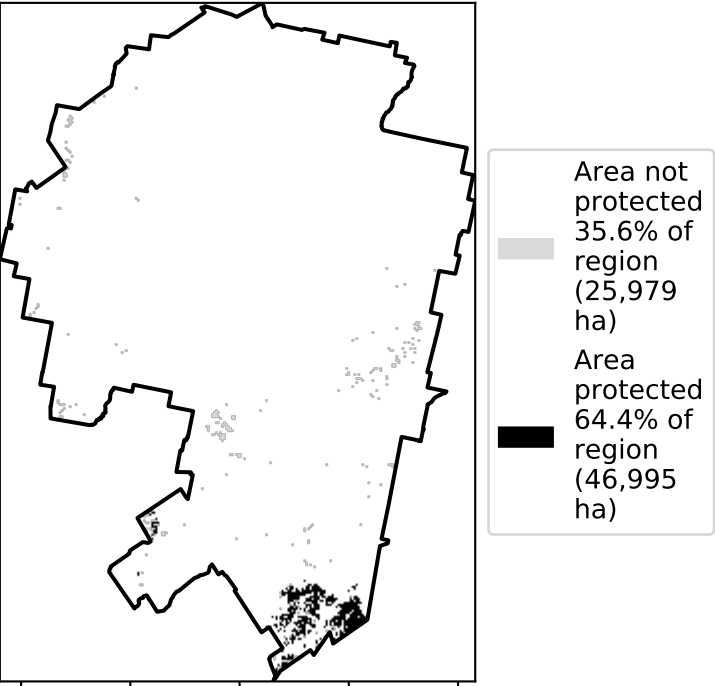 Area not
protected
35.6% of
region
(25,979
ha)
Area
protected
64.4% of
region
(46,995
ha)